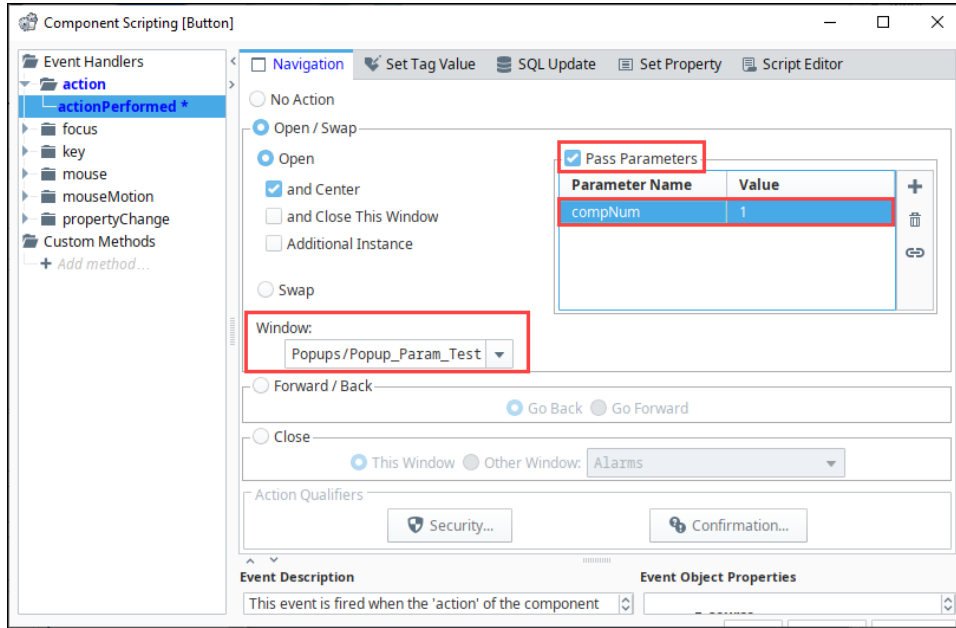 Component Scripting [Button]
Event Handlers
action
actionPerformed *
focus
key
mouse
mouseMotion
propertyChange
Custom Methods
Add method...
Navigation Set Tag Value SQL Update Set Property Script Editor
No Action
Open / Swap
Open
and Center
and Close This Window
Additional Instance
Swap
Pass Parameters
Parameter Name Value
compNum 1
Window:
Popups/Popup_Param_Test
Forward / Back
Go Back Go Forward
Close
This Window Other Window: Alarms
Action Qualifiers
Security... Confirmation...
Event Description Event Object Properties
This event is fired when the 'action' of the component